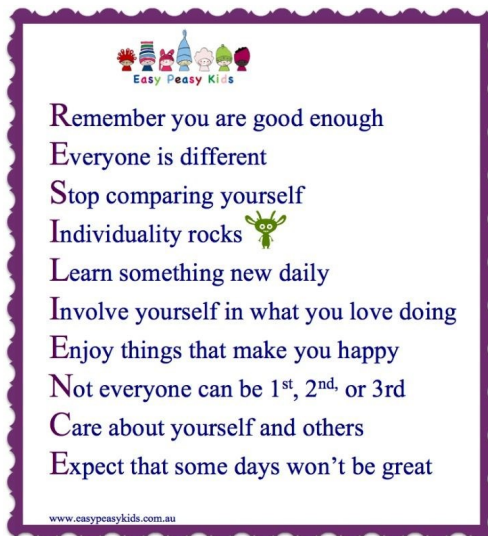 Easy Peasy Kids
Remember you are good enough
Everyone is different
Stop comparing yourself
Individuality rocks
Learn something new daily
Involve yourself in what you love doing
Enjoy things that make you happy
Not everyone can be 1st, 2nd, or 3rd
Care about yourself and others
Expect that some days won't be great
www.easypeasykids.com.au